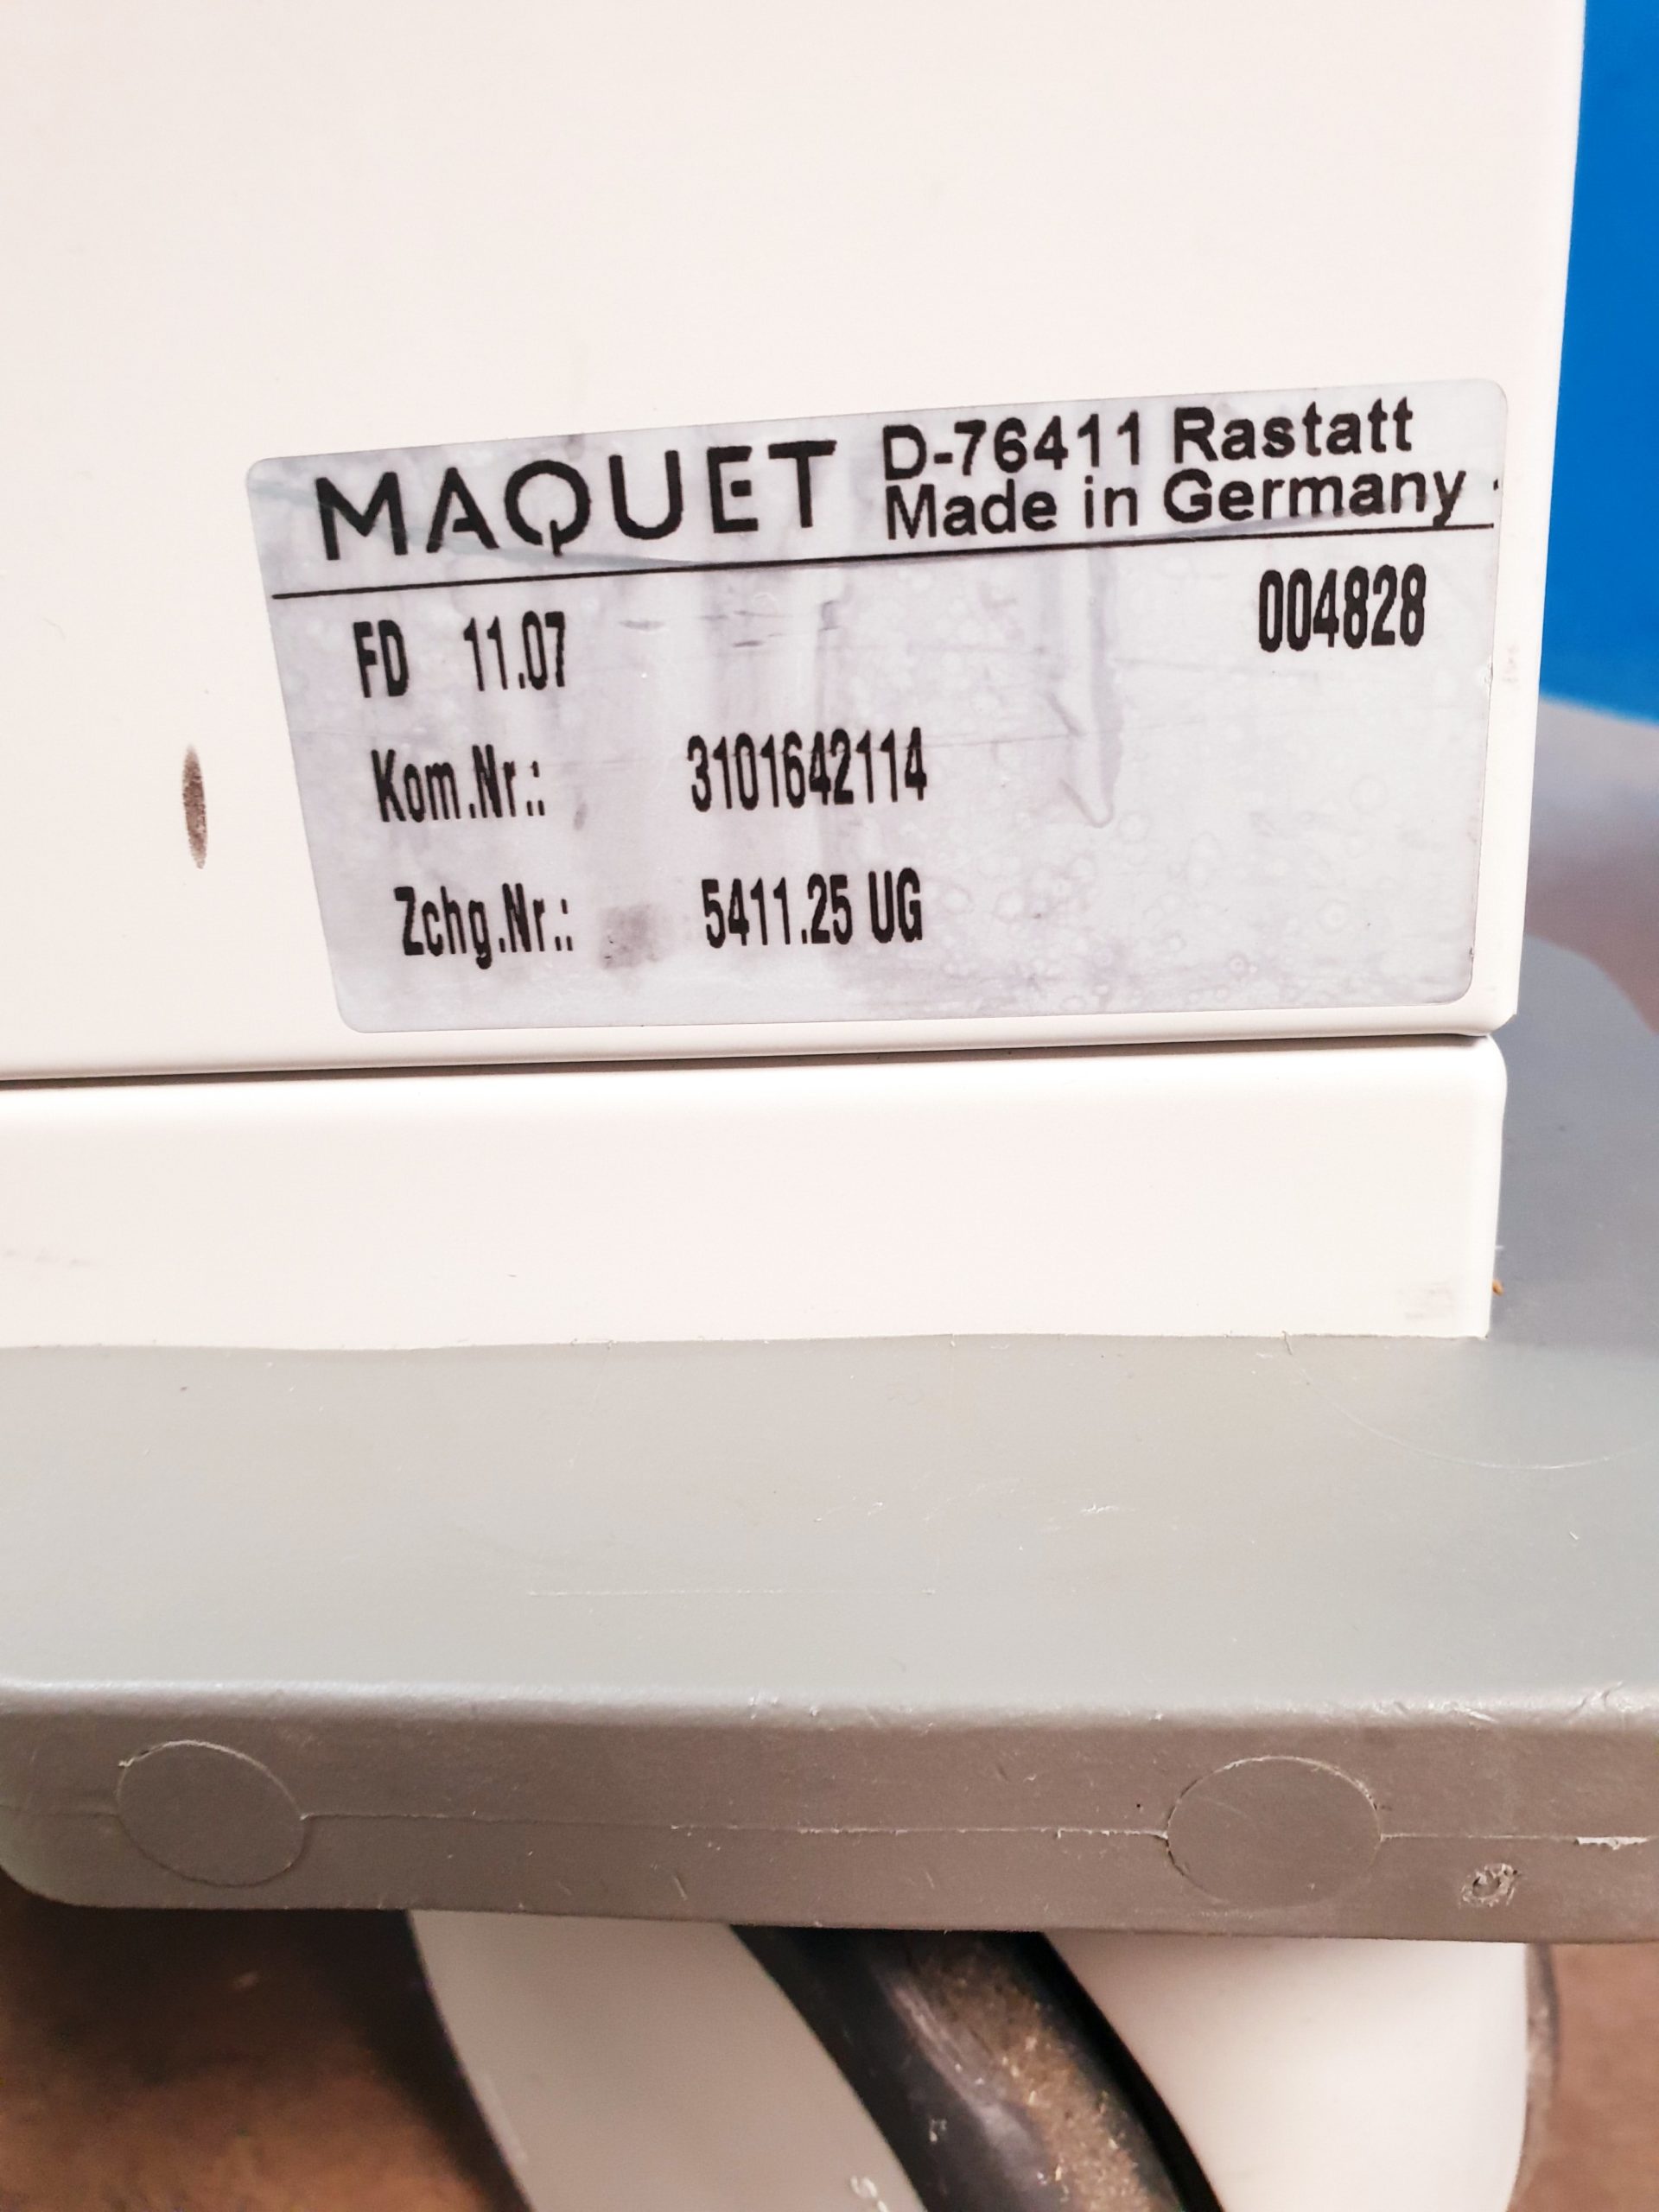 MAQUET D-76411 Rastatt
Made in Germany
FD 11.07 004828
Kom.Nr.: 3101642114
Zchg.Nr.: 5411.25 UG